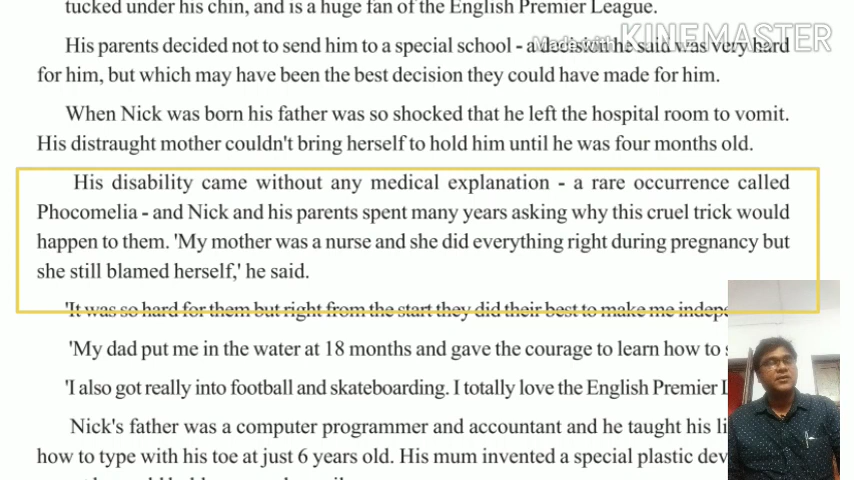 tucked under his chin, and is a huge fan of the English Premier League.
Made with KINEMASTER
His parents decided not to send him to a special school - a decision he said was very hard
for him, but which may have been the best decision they could have made for him.
When Nick was born his father was so shocked that he left the hospital room to vomit.
His distraught mother couldn't bring herself to hold him until he was four months old.
His disability came without any medical explanation - a rare occurrence called
Phocomelia - and Nick and his parents spent many years asking why this cruel trick would
happen to them. 'My mother was a nurse and she did everything right during pregnancy but
she still blamed herself,' he said.
'It was so hard for them but right from the start they did their best to make me indepe
'My dad put me in the water at 18 months and gave the courage to learn how to
'I also got really into football and skateboarding. I totally love the English Premier
Nick's father was a computer programmer and accountant and he taught his li
how to type with his toe at just 6 years old. His mum invented a special plastic dev